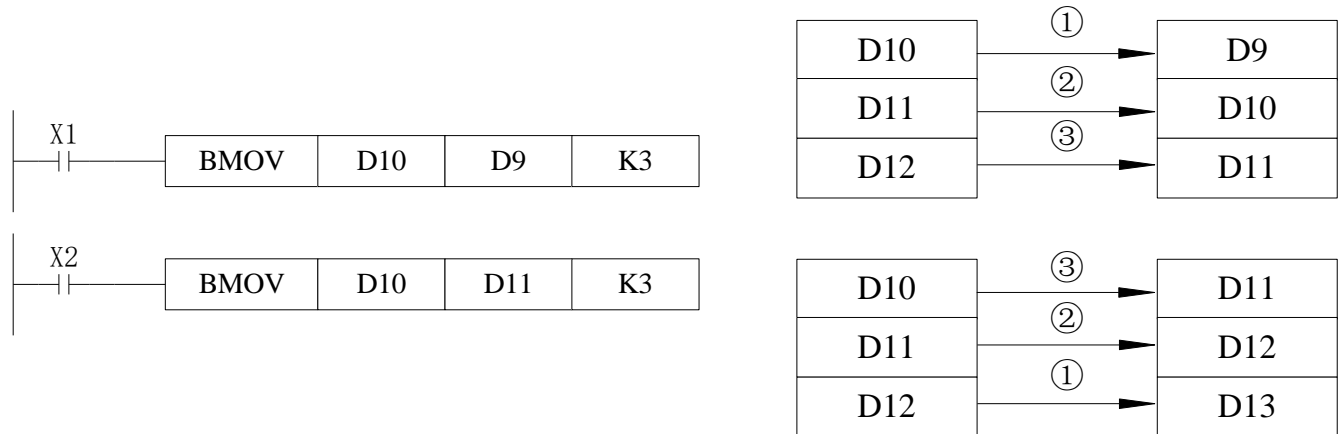 X1
BMOV D10 D9 K3
X2
BMOV D10 D11 K3
①
D10 D9
②
D11 D10
③
D12 D11
③
D10 D11
②
D11 D12
①
D12 D13